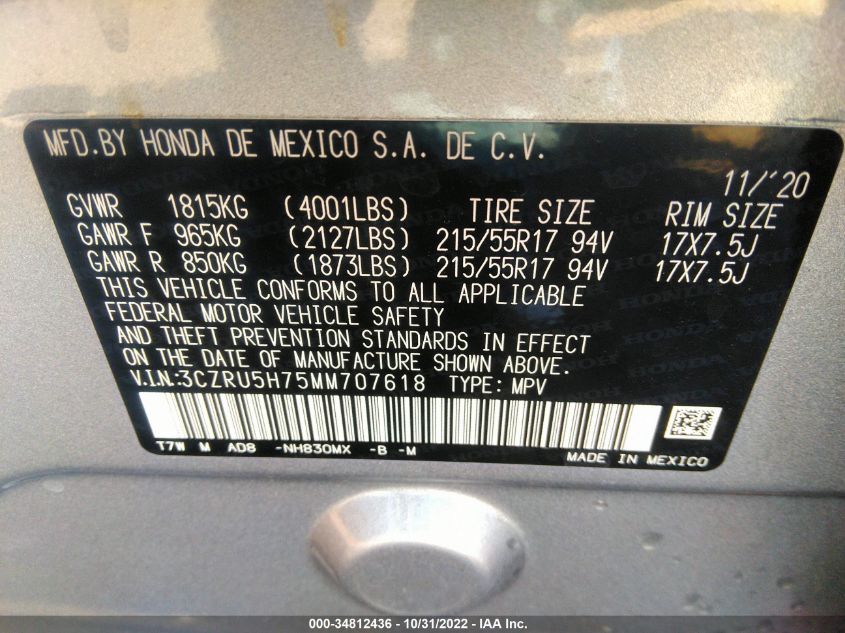 MFD.BY HONDA DE MEXICO S.A. DE C.V.
11/'20
GVWR 1815KG (4001LBS) TIRE SIZE RIM SIZE
GAWR F 965KG (2127LBS) 215/55R17 94V 17X7.5J
GAWR R 850KG (1873LBS) 215/55R17 94V 17X7.5J
THIS VEHICLE CONFORMS TO ALL APPLICABLE
FEDERAL MOTOR VEHICLE SAFETY
AND THEFT PREVENTION STANDARDS IN EFFECT
ON THE DATE OF MANUFACTURE SHOWN ABOVE.
V.I.N:3CZRU5H75MM707618 TYPE: MPV
T7W M AD8 -NH830MX -B -M
MADE IN MEXICO
000-34812436 - 10/31/2022 - IAA Inc.